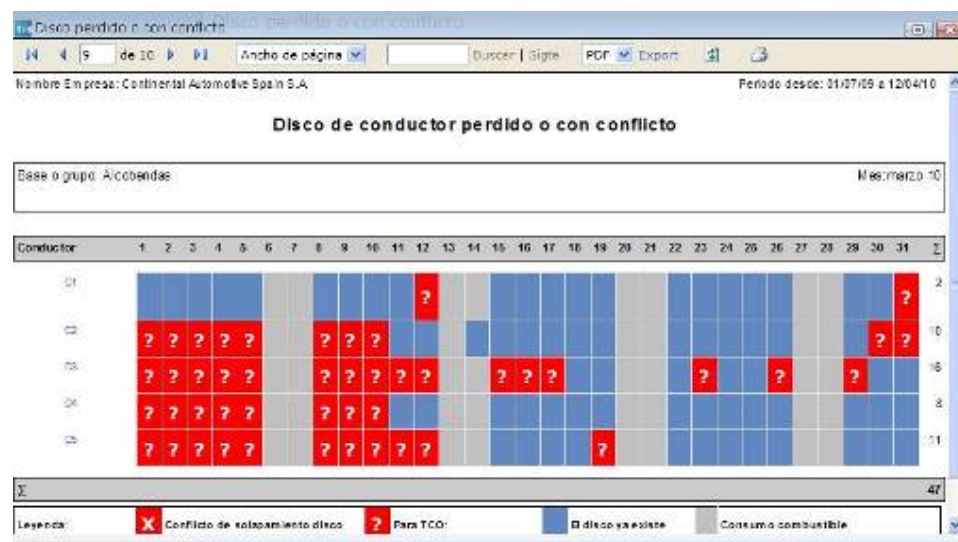 Disco perdido o con conflicto
9 de 10 Ancho de página Buscar | Sigte PDF Export
Nombre Empresa: Continental Automotive Spain S.A. Periodo desde: 01/07/09 a 12/04/10
Disco de conductor perdido o con conflicto
Base o grupo: Alcobendas Mes:marzo 10
Conductor 1 2 3 4 5 6 7 8 9 10 11 12 13 14 15 16 17 18 19 20 21 22 23 24 25 26 27 28 29 30 31 Σ
C1 ? ? 2
C2 ? ? ? ? ? ? ? ? ? ? 10
C3 ? ? ? ? ? ? ? ? ? ? ? ? ? ? ? ? 16
C4 ? ? ? ? ? ? ? ? 8
C5 ? ? ? ? ? ? ? ? ? ? ? 11
Σ 47
Leyenda: X Conflicto de solapamiento disco ? Para TCO: El disco ya existe Consumo combustible